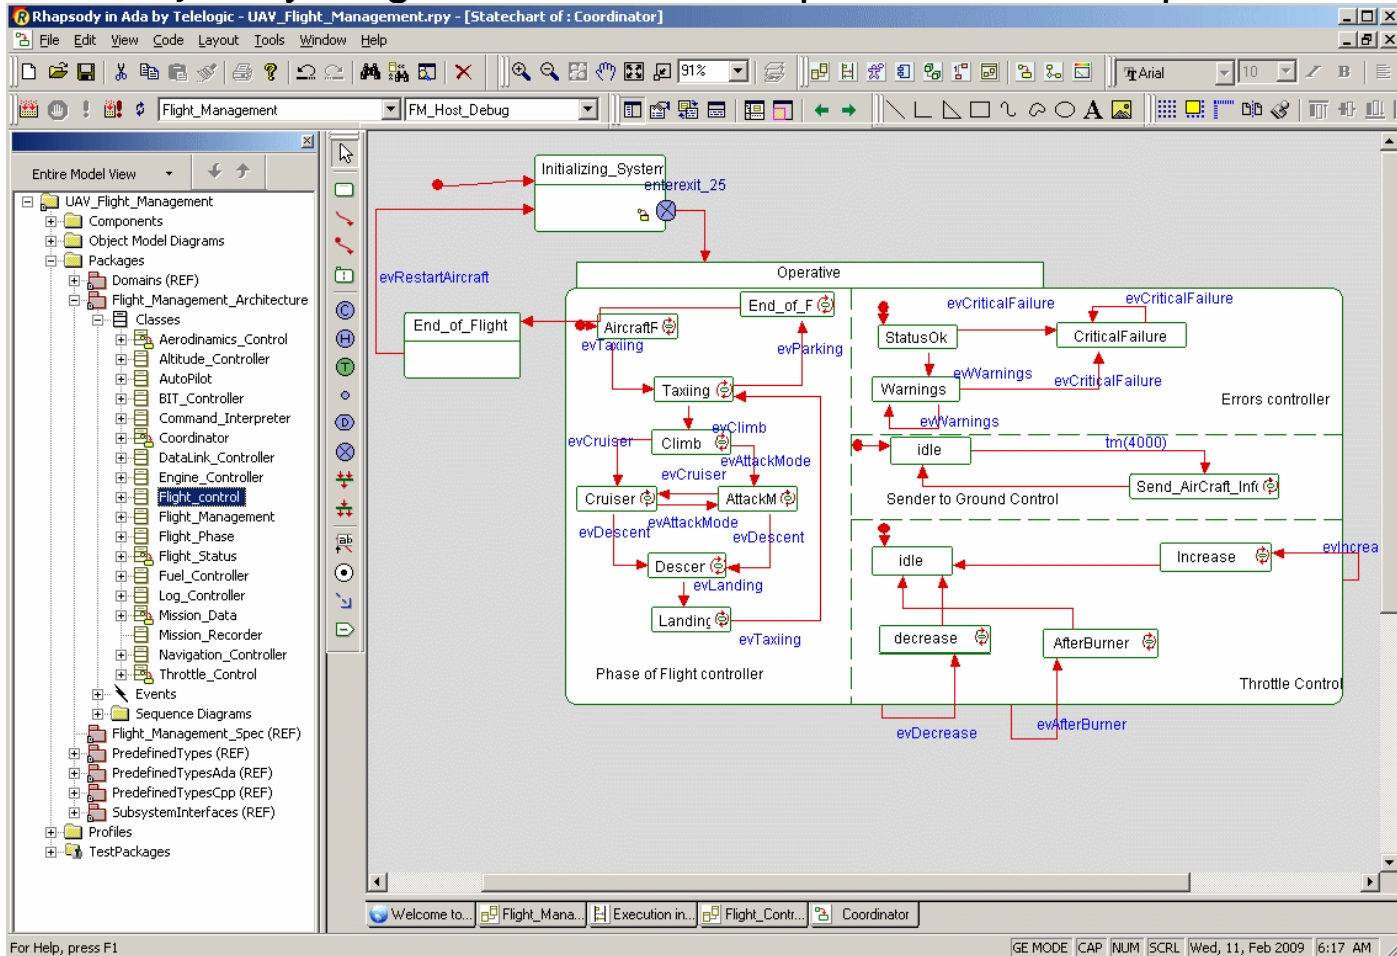 Rhapsody in Ada by Telelogic - UAV_Flight_Management.rpy - [Statechart of : Coordinator]
File Edit View Code Layout Tools Window Help
91% Arial 10
Flight_Management FM_Host_Debug
Entire Model View
UAV_Flight_Management
Components
Object Model Diagrams
Packages
Domains (REF)
Flight_Management_Architecture
Classes
Aerodinamics_Control
Altitude_Controller
AutoPilot
BIT_Controller
Command_Interpreter
Coordinator
DataLink_Controller
Engine_Controller
Flight_control
Flight_Management
Flight_Phase
Flight_Status
Fuel_Controller
Log_Controller
Mission_Data
Mission_Recorder
Navigation_Controller
Throttle_Control
Events
Sequence Diagrams
Flight_Management_Spec (REF)
PredefinedTypes (REF)
PredefinedTypesAda (REF)
PredefinedTypesCpp (REF)
SubsystemInterfaces (REF)
Profiles
TestPackages
Initializing_System
enterexit_25
evRestartAircraft
End_of_Flight
Operative
End_of_F
AircraftF
evTaxiing
evParking
Taxiing
evClimb
evCruiser
Climb
evAttackMode
evCruiser
Cruiser
AttackM
evAttackMode
evDescent
evDescent
Descer
evLanding
Landing
evTaxiing
Phase of Flight controller
evCriticalFailure
evCriticalFailure
StatusOk
CriticalFailure
evWarnings
evCriticalFailure
Warnings
Errors controller
evWarnings
idle
tm(4000)
Send_AirCraft_Info
Sender to Ground Control
idle
Increase
evIncrea
decrease
AfterBurner
Throttle Control
evDecrease
evAfterBurner
Welcome to... Flight_Mana... Execution in... Flight_Contr... Coordinator
For Help, press F1
GE MODE CAP NUM SCRL Wed, 11, Feb 2009 6:17 AM